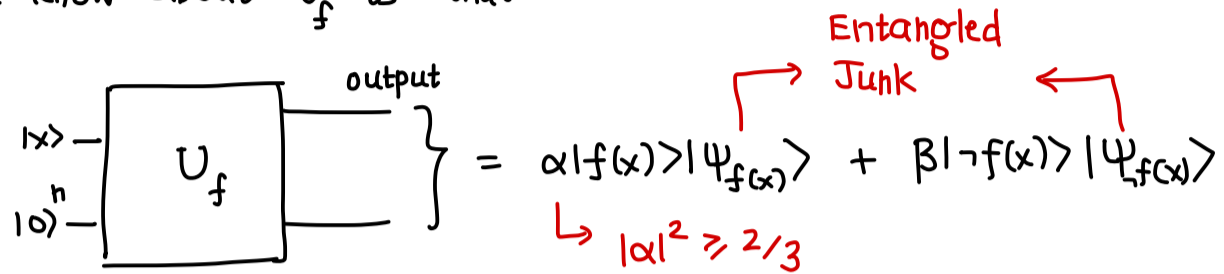 f
Entangled
Junk
output
|x>
U_f
|0>^n
= α|f(x)>|Ψ_f(x)> + β|¬f(x)>|Ψ_¬f(x)>
|α|² ≥ 2/3